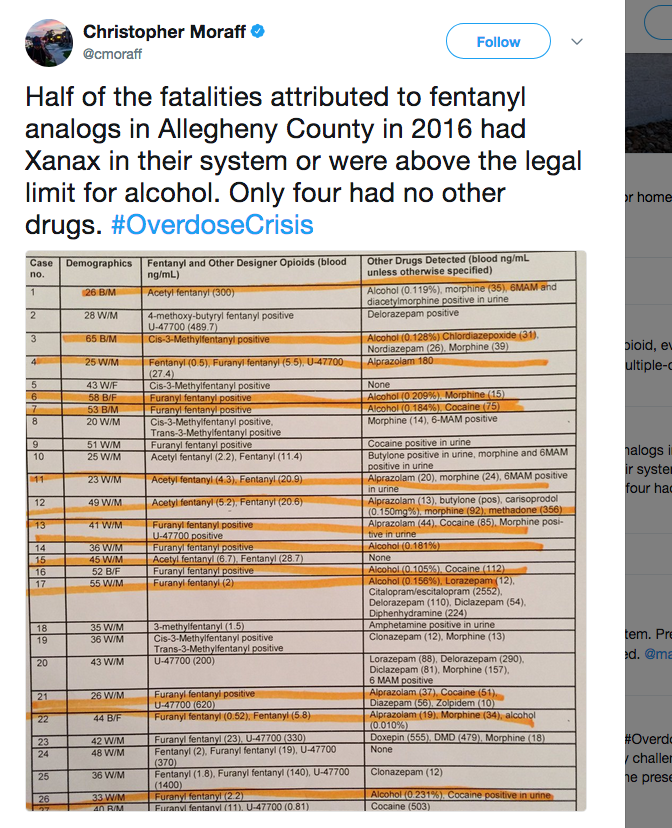 Christopher Moraff
@cmoraff
Follow
Half of the fatalities attributed to fentanyl
analogs in Allegheny County in 2016 had
Xanax in their system or were above the legal
limit for alcohol. Only four had no other
drugs. #OverdoseCrisis
Case no. Demographics Fentanyl and Other Designer Opioids (blood ng/mL) Other Drugs Detected (blood ng/mL unless otherwise specified)
1 26 B/M Acetyl fentanyl (300) Alcohol (0.119%), morphine (35), 6MAM and diacetylmorphine positive in urine
2 28 W/M 4-methoxy-butyryl fentanyl positive U-47700 (489.7) Delorazepam positive
3 65 B/M Cis-3-Methylfentanyl positive Alcohol (0.128%) Chlordiazepoxide (31), Nordiazepam (26), Morphine (39)
4 25 W/M Fentanyl (0.5), Furanyl fentanyl (5.5), U-47700 (27.4) Alprazolam 180
5 43 W/F Cis-3-Methylfentanyl positive None
6 58 B/F Furanyl fentanyl positive Alcohol (0.209%), Morphine (15)
7 53 B/M Furanyl fentanyl positive Alcohol (0.184%), Cocaine (75)
8 20 W/M Cis-3-Methylfentanyl positive, Trans-3-Methylfentanyl positive Morphine (14), 6-MAM positive
9 51 W/M Furanyl fentanyl positive Cocaine positive in urine
10 25 W/M Acetyl fentanyl (2.2), Fentanyl (11.4) Butylone positive in urine, morphine and 6MAM positive in urine
11 23 W/M Acetyl fentanyl (4.3), Fentanyl (20.9) Alprazolam (20), morphine (24), 6MAM positive in urine
12 49 W/M Acetyl fentanyl (5.2), Fentanyl (20.6) Alprazolam (13), butylone (pos), carisoprodol (0.150mg%), morphine (92), methadone (356)
13 41 W/M Furanyl fentanyl positive U-47700 positive Alprazolam (44), Cocaine (85), Morphine posi-tive in urine
14 36 W/M Furanyl fentanyl positive Alcohol (0.181%)
15 45 W/M Acetyl fentanyl (6.7), Fentanyl (28.7) None
16 52 B/F Furanyl fentanyl positive Alcohol (0.105%), Cocaine (112)
17 55 W/M Furanyl fentanyl (2) Alcohol (0.156%), Lorazepam (12), Citalopram/escitalopram (2552), Delorazepam (110), Diclazepam (54), Diphenhydramine (224)
18 35 W/M 3-methylfentanyl (1.5) Amphetamine positive in urine
19 36 W/M Cis-3-Methylfentanyl positive Trans-3-Methylfentanyl positive Clonazepam (12), Morphine (13)
20 43 W/M U-47700 (200) Lorazepam (88), Delorazepam (290), Diclazepam (81), Morphine (157), 6 MAM positive
21 26 W/M Furanyl fentanyl positive U-47700 (620) Alprazolam (37), Cocaine (51), Diazepam (56), Zolpidem (10)
22 44 B/F Furanyl fentanyl (0.52), Fentanyl (5.8) Alprazolam (19), Morphine (34), alcohol (0.010%)
23 42 W/M Furanyl fentanyl (23), U-47700 (330) Doxepin (555), DMD (479), Morphine (18)
24 48 W/M Fentanyl (2), Furanyl fentanyl (19), U-47700 (370) None
25 36 W/M Fentanyl (1.8), Furanyl fentanyl (140), U-47700 (1400) Clonazepam (12)
26 33 W/M Furanyl fentanyl (2.2) Alcohol (0.231%), Cocaine positive in urine
27 40 B/M Furanyl fentanyl (11), U-47700 (0.81) Cocaine (503)
or home